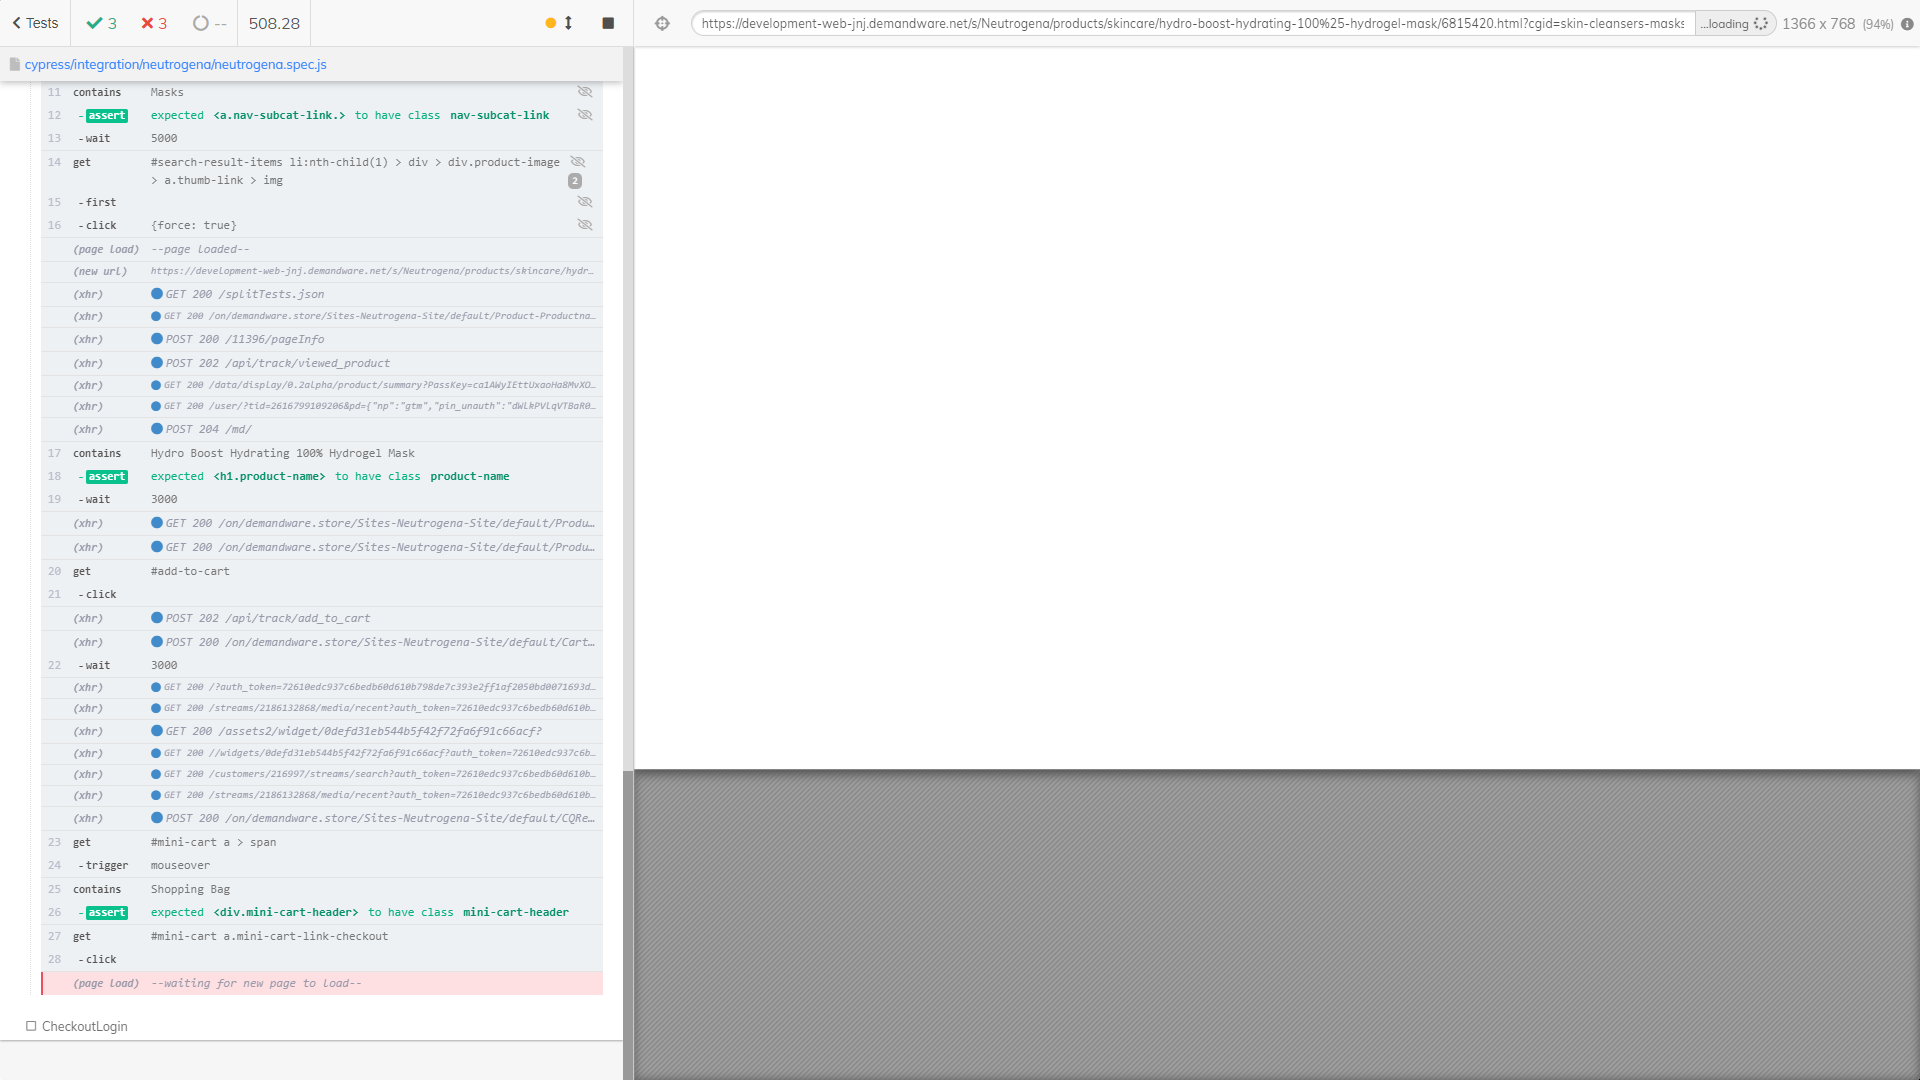 Tests 3 3 -- 508.28
https://development-web-jnj.demandware.net/s/Neutrogena/products/skincare/hydro-boost-hydrating-100%25-hydrogel-mask/6815420.html?cgid=skin-cleansers-masks ...loading 1366 x 768 (94%)
cypress/integration/neutrogena/neutrogena.spec.js
11 contains Masks
12 -assert expected <a.nav-subcat-link.> to have class nav-subcat-link
13 -wait 5000
14 get #search-result-items li:nth-child(1) > div > div.product-image
> a.thumb-link > img 2
15 -first
16 -click {force: true}
(page load) --page loaded--
(new url) https://development-web-jnj.demandware.net/s/Neutrogena/products/skincare/hydr…
(xhr) GET 200 /splitTests.json
(xhr) GET 200 /on/demandware.store/Sites-Neutrogena-Site/default/Product-Productna…
(xhr) POST 200 /11396/pageInfo
(xhr) POST 202 /api/track/viewed_product
(xhr) GET 200 /data/display/0.2alpha/product/summary?PassKey=ca1AWyIEttUxaoHa8MvXO…
(xhr) GET 200 /user/?tid=2616799109206&pd={"np":"gtm","pin_unauth":"dWlkPVlqVTBaR0…
(xhr) POST 204 /md/
17 contains Hydro Boost Hydrating 100% Hydrogel Mask
18 -assert expected <h1.product-name> to have class product-name
19 -wait 3000
(xhr) GET 200 /on/demandware.store/Sites-Neutrogena-Site/default/Produ…
(xhr) GET 200 /on/demandware.store/Sites-Neutrogena-Site/default/Produ…
20 get #add-to-cart
21 -click
(xhr) POST 202 /api/track/add_to_cart
(xhr) POST 200 /on/demandware.store/Sites-Neutrogena-Site/default/Cart…
22 -wait 3000
(xhr) GET 200 /?auth_token=72610edc937c6bedb60d610b798de7c393e2ff1af2050bd0071693d…
(xhr) GET 200 /streams/2186132868/media/recent?auth_token=72610edc937c6bedb60d610b…
(xhr) GET 200 /assets2/widget/0defd31eb544b5f42f72fa6f91c66acf?
(xhr) GET 200 //widgets/0defd31eb544b5f42f72fa6f91c66acf?auth_token=72610edc937c6b…
(xhr) GET 200 /customers/216997/streams/search?auth_token=72610edc937c6bedb60d610b…
(xhr) GET 200 /streams/2186132868/media/recent?auth_token=72610edc937c6bedb60d610b…
(xhr) POST 200 /on/demandware.store/Sites-Neutrogena-Site/default/CQRe…
23 get #mini-cart a > span
24 -trigger mouseover
25 contains Shopping Bag
26 -assert expected <div.mini-cart-header> to have class mini-cart-header
27 get #mini-cart a.mini-cart-link-checkout
28 -click
(page load) --waiting for new page to load--
CheckoutLogin